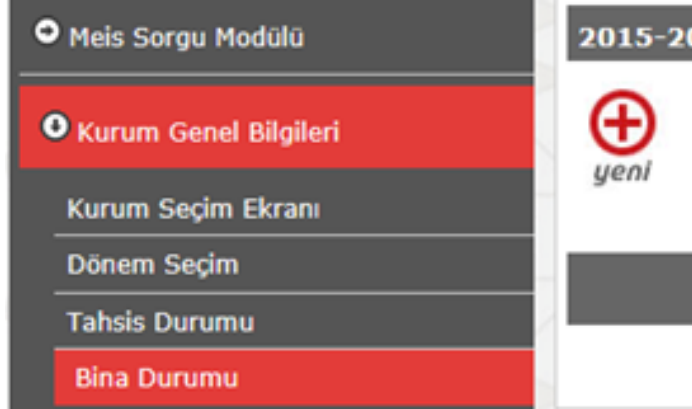 Meis Sorgu Modülü
Kurum Genel Bilgileri
Kurum Seçim Ekranı
Dönem Seçim
Tahsis Durumu
Bina Durumu
2015-20
yeni